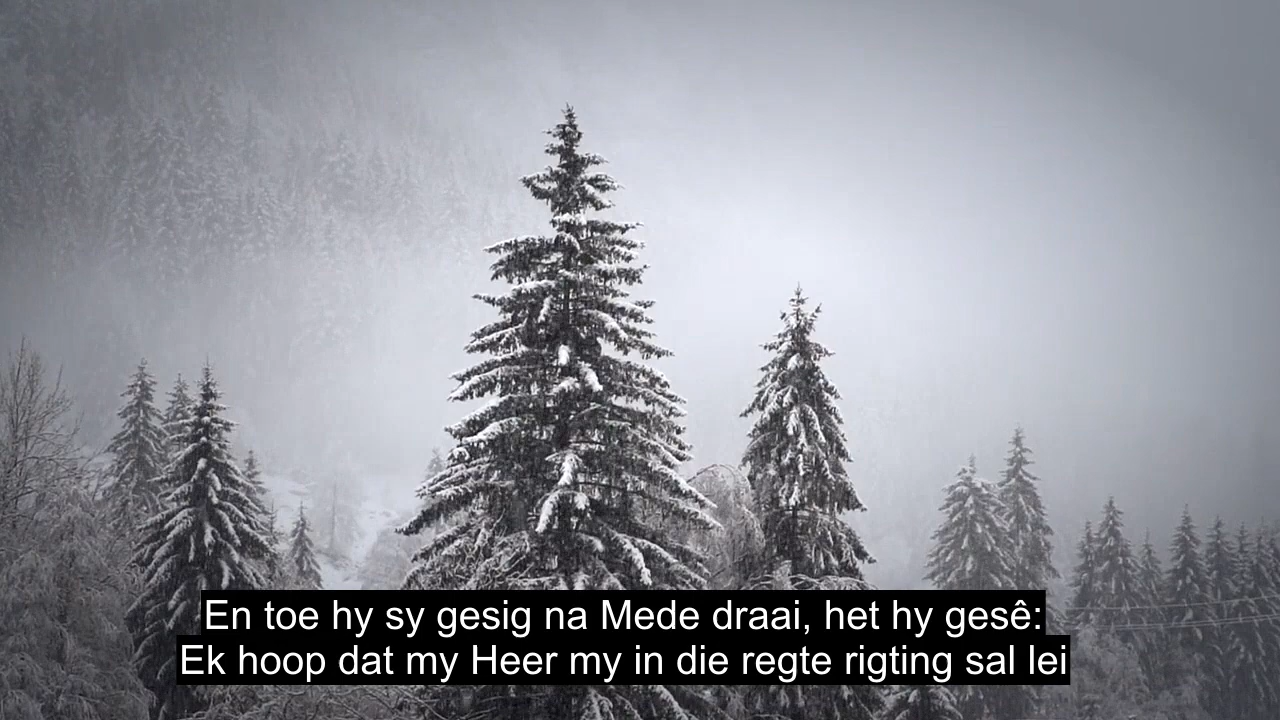 En toe hy sy gesig na Mede draai, het hy gesê:
Ek hoop dat my Heer my in die regte rigting sal lei